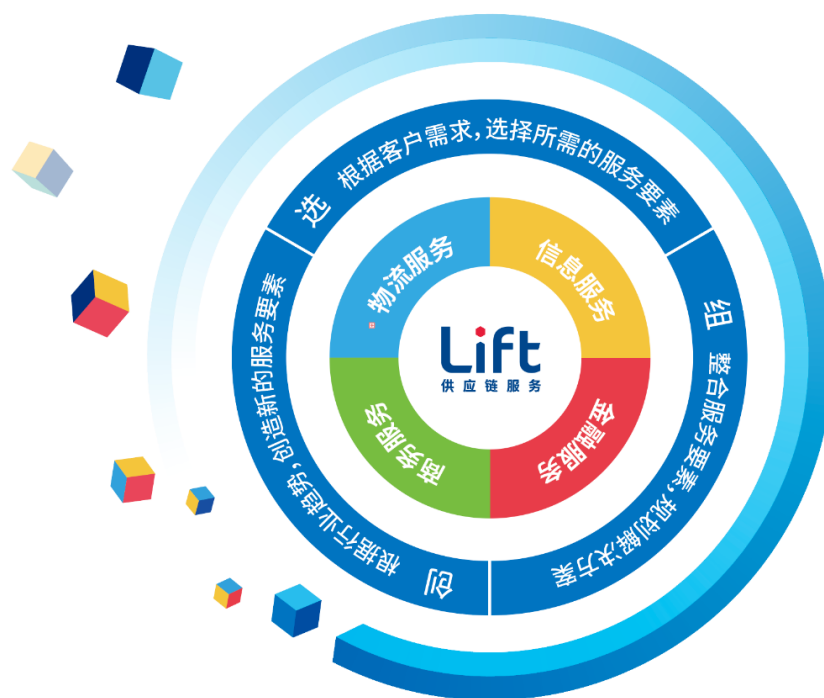 选 根据客户需求,选择所需的服务要素
组 整合服务要素,规划解决方案
创 根据行业趋势,创造新的服务要素
物流服务
信息服务
金融服务
商务服务
Lift
供应链服务